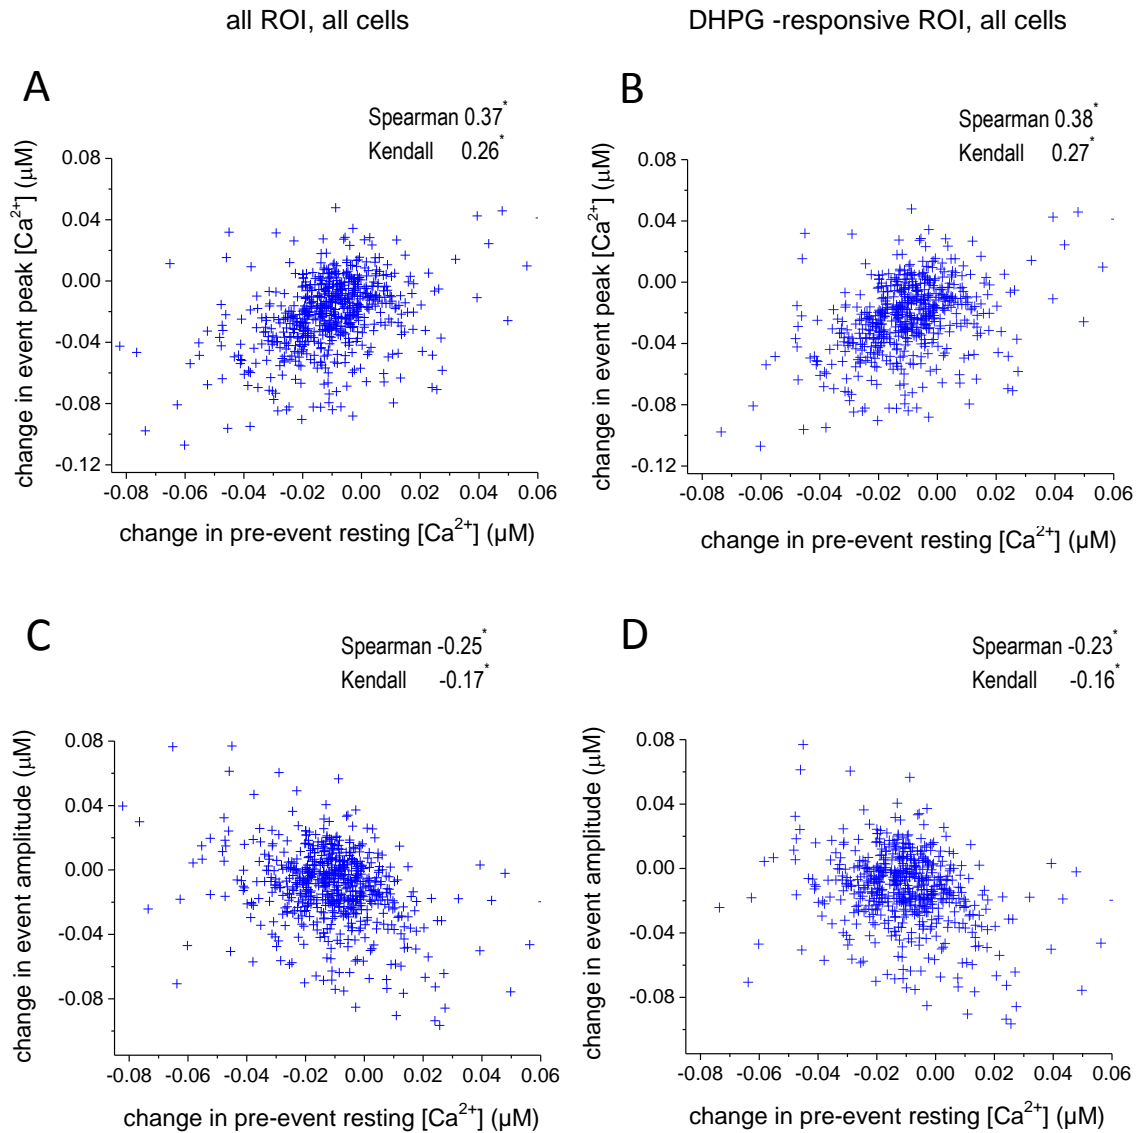 all ROI, all cells
DHPG -responsive ROI, all cells
A
Spearman 0.37*
Kendall 0.26*
change in event peak [Ca2+] (µM)
0.08
0.04
0.00
-0.04
-0.08
-0.12
-0.08 -0.06 -0.04 -0.02 0.00 0.02 0.04 0.06
change in pre-event resting [Ca2+] (µM)
B
Spearman 0.38*
Kendall 0.27*
change in event peak [Ca2+] (µM)
0.08
0.04
0.00
-0.04
-0.08
-0.12
-0.08 -0.06 -0.04 -0.02 0.00 0.02 0.04 0.06
change in pre-event resting [Ca2+] (µM)
C
Spearman -0.25*
Kendall -0.17*
change in event amplitude (µM)
0.08
0.04
0.00
-0.04
-0.08
-0.08 -0.06 -0.04 -0.02 0.00 0.02 0.04 0.06
change in pre-event resting [Ca2+] (µM)
D
Spearman -0.23*
Kendall -0.16*
change in event amplitude (µM)
0.08
0.04
0.00
-0.04
-0.08
-0.08 -0.06 -0.04 -0.02 0.00 0.02 0.04 0.06
change in pre-event resting [Ca2+] (µM)